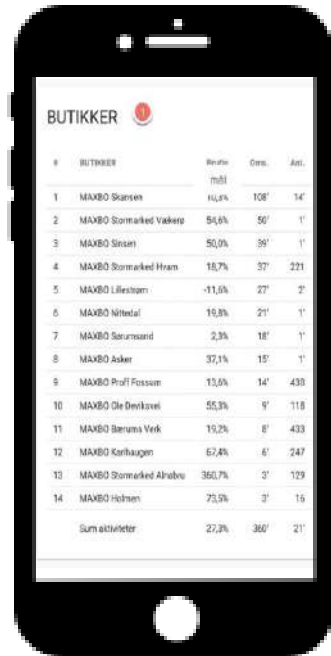 BUTIKKER 1
# BUTIKKER Brutto Oms. Ant.
mål
1 MAXBO Skansen 108' 14'
2 MAXBO Stormarked Vækerø 54,6% 50' 1'
3 MAXBO Sinsen 50,0% 39' 1'
4 MAXBO Stormarked Hvam 18,7% 37' 221
5 MAXBO Lillestrøm -11,6% 27' 2'
6 MAXBO Nittedal 19,8% 21' 1'
7 MAXBO Sørumsand 2,3% 18' 1'
8 MAXBO Asker 37,1% 15' 1'
9 MAXBO Proff Fossum 13,6% 14' 430
10 MAXBO Ole Deviksvei 55,3% 9' 118
11 MAXBO Bærums Verk 19,2% 8' 433
12 MAXBO Karihaugen 67,4% 6' 247
13 MAXBO Stormarked Alnabru 360,7% 3' 129
14 MAXBO Holmen 73,5% 3' 16
Sum aktiviteter 27,3% 360' 21'